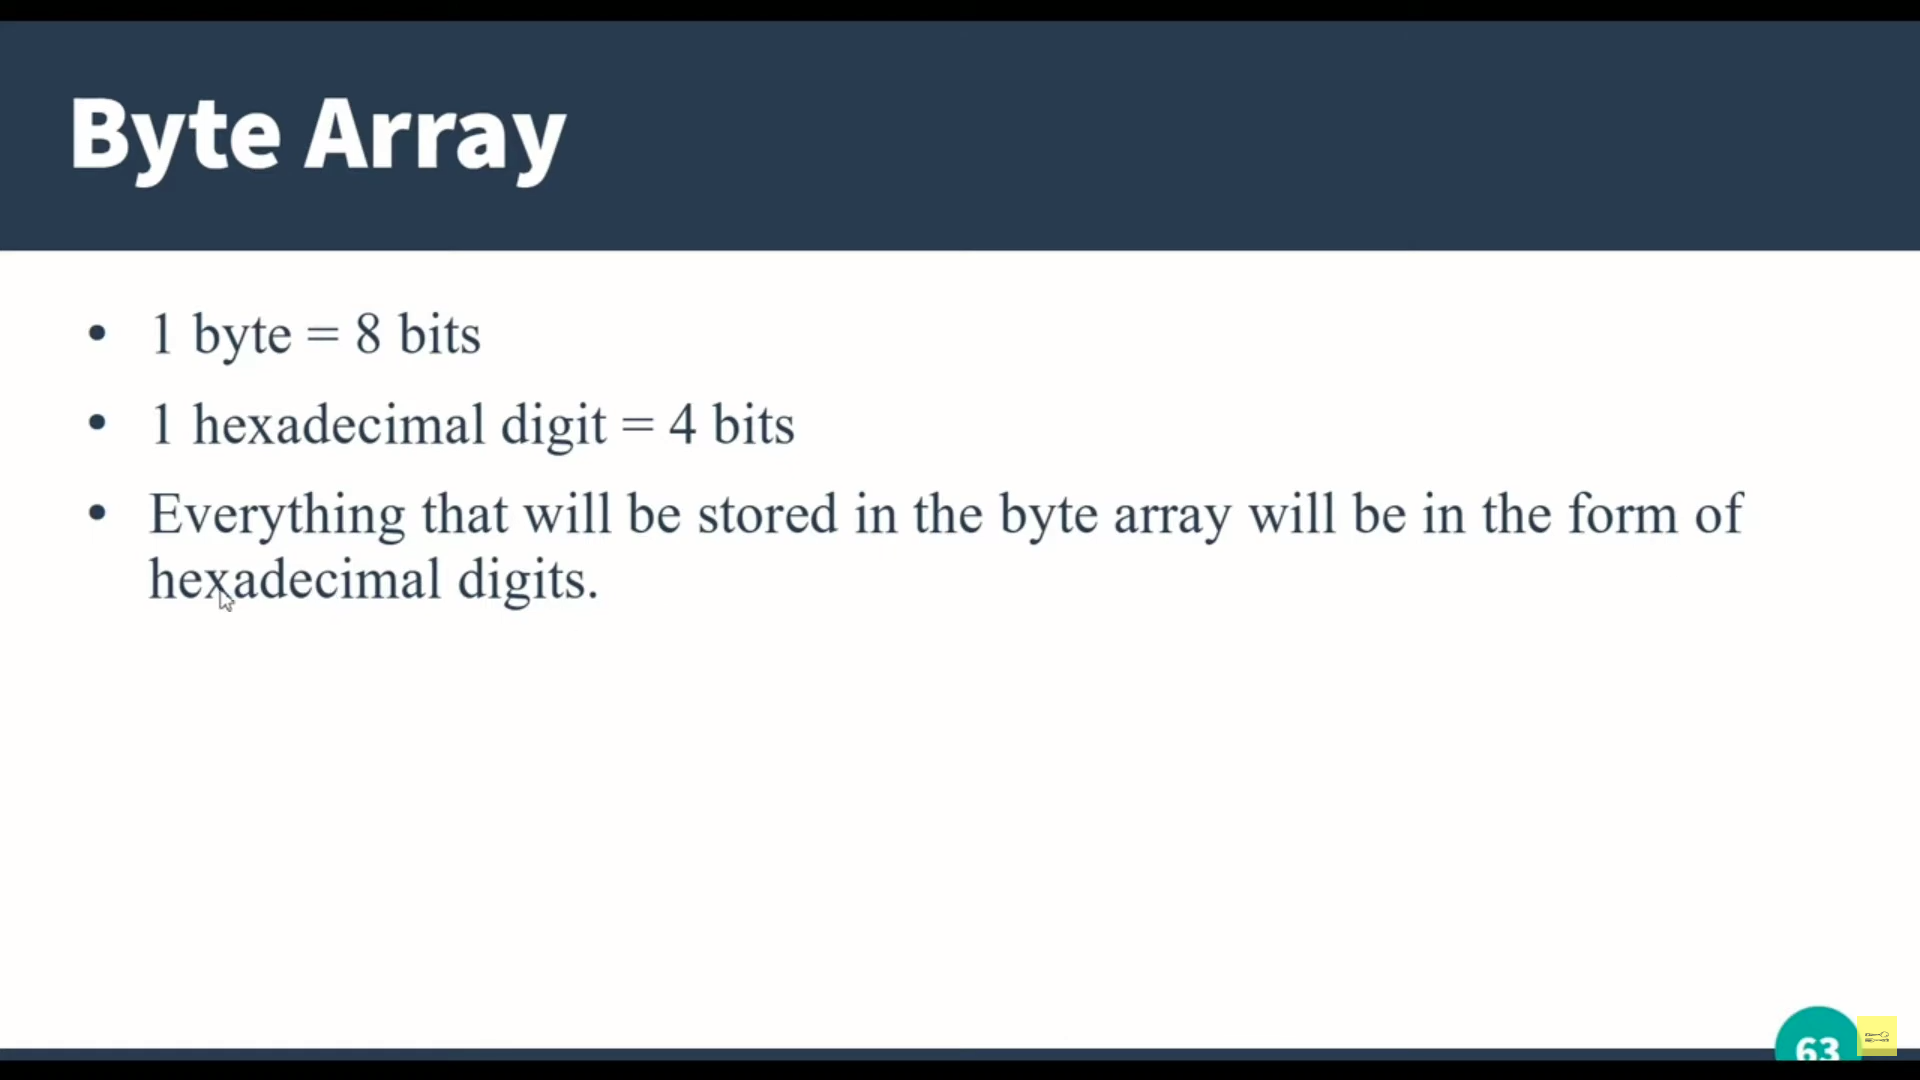 Byte Array
• 1 byte = 8 bits
• 1 hexadecimal digit = 4 bits
• Everything that will be stored in the byte array will be in the form of
hexadecimal digits.
63